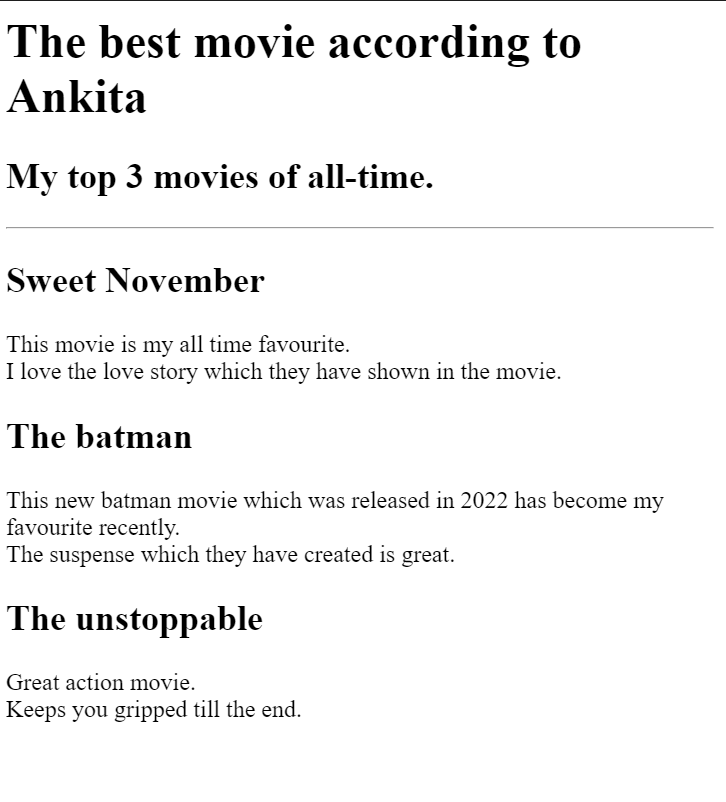 The best movie according to
Ankita
My top 3 movies of all-time.
Sweet November
This movie is my all time favourite.
I love the love story which they have shown in the movie.
The batman
This new batman movie which was released in 2022 has become my
favourite recently.
The suspense which they have created is great.
The unstoppable
Great action movie.
Keeps you gripped till the end.